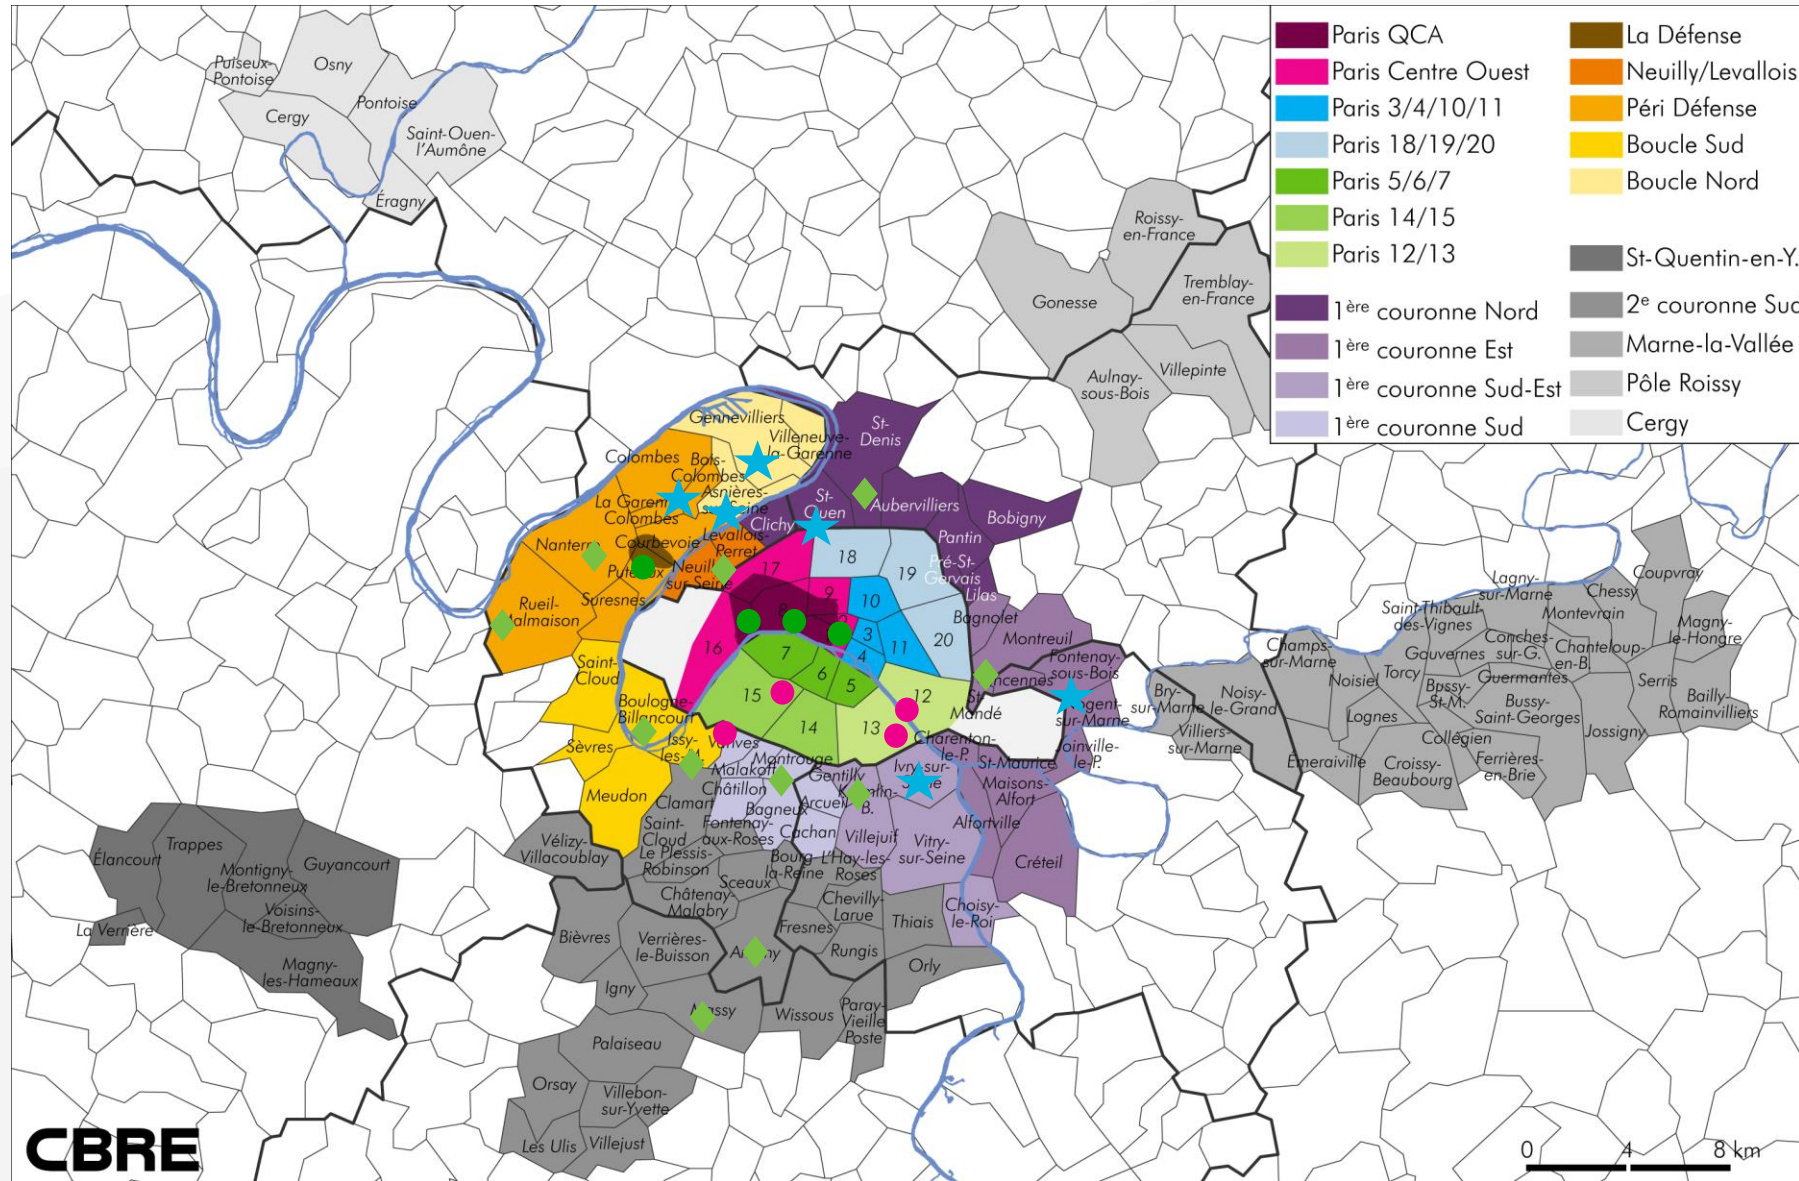 Paris QCA
Paris Centre Ouest
Paris 3/4/10/11
Paris 18/19/20
Paris 5/6/7
Paris 14/15
Paris 12/13
1ère couronne Nord
1ère couronne Est
1ère couronne Sud-Est
1ère couronne Sud
La Défense
Neuilly/Levallois
Péri Défense
Boucle Sud
Boucle Nord
St-Quentin-en-Y.
2e couronne Sud
Marne-la-Vallée
Pôle Roissy
Cergy
Puiseux-
Pontoise
Osny
Cergy
Pontoise
Saint-Ouen-
l'Aumône
Éragny
Roissy-
en-France
Gonesse
Tremblay-
en-France
Aulnay-
sous-Bois
Villepinte
Gennevilliers
Villeneuve-
la-Garenne
St-
Denis
Colombes
Bois-
Colombes
Asnières-
La
Colombes
Courbevoie
Clichy
St-
Aubervilliers
Bobigny
Pantin
Pré-St-
Gervais
Lilas
Bagnolet
Montreuil
Fontenay-
sous-Bois
St-
Mandé
sur-Marne
Levallois-
Perret
sur Seine
Suresnes
Rueil-
Saint-
Cloud
Boulogne-
Billancourt
Sèvres
Meudon
Issy-
Vanves
Malakoff
Montrouge
Châtillon
Bagneux
Clamart
Fontenay-
aux-Roses
Gentilly
Arcueil
Cachan
B.
Ivry-sur-
Villejuif
Vitry-
sur-Seine
Charenton-
le-P.
St-Maurice
Maisons-
Alfort
Alfortville
Créteil
le-P.
Choisy-
le-Roi
17
18
19
8
9
10
3
11
20
4
16
7
6
5
15
14
13
12
Saint-
Cloud
Le Plessis-
Robinson
Sceaux
Bourg
la-Reine
L'Hay-les-
Roses
Châtenay-
Malabry
Chevilly-
Larue
Thiais
Fresnes
Rungis
Orly
Vélizy-
Villacoublay
Bièvres
Verrières-
le-Buisson
Igny
Wissous
Paray-
Vieille
Poste
Palaiseau
Orsay
Villebon-
sur-Yvette
Les Ulis
Villejust
Élancourt
Trappes
Montigny-
le-Bretonneux
Guyancourt
Voisins-
le-Bretonneux
La Verrière
Magny-
les-Hameaux
Bry-
sur-Marne
Noisy-
le-Grand
Villiers-
sur-Marne
Champs-
sur-Marne
Noisiel
Torcy
Lognes
Émeraiville
Croissy-
Beaubourg
Collégien
Ferrières-
en-Brie
Bussy-
St-M.
Bussy-
Saint-Georges
Saint-Thibault
des-Vignes
Gouvernes
Conches-
sur-G.
Guermantes
Lagny-
sur-Marne
Montevrain
Chanteloup-
en-B.
Chessy
Coupvray
Magny-
le-Hongre
Serris
Bailly-
Romainvilliers
Jossigny
CBRE
0 4 8 km